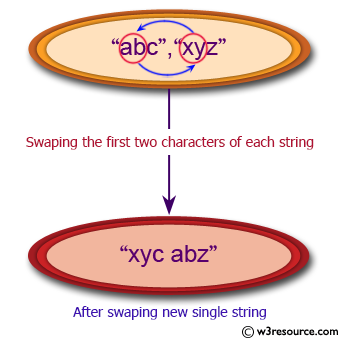 “abc”, “xyz”
Swaping the first two characters of each string
“xyc abz”
After swaping new single string
© w3resource.com